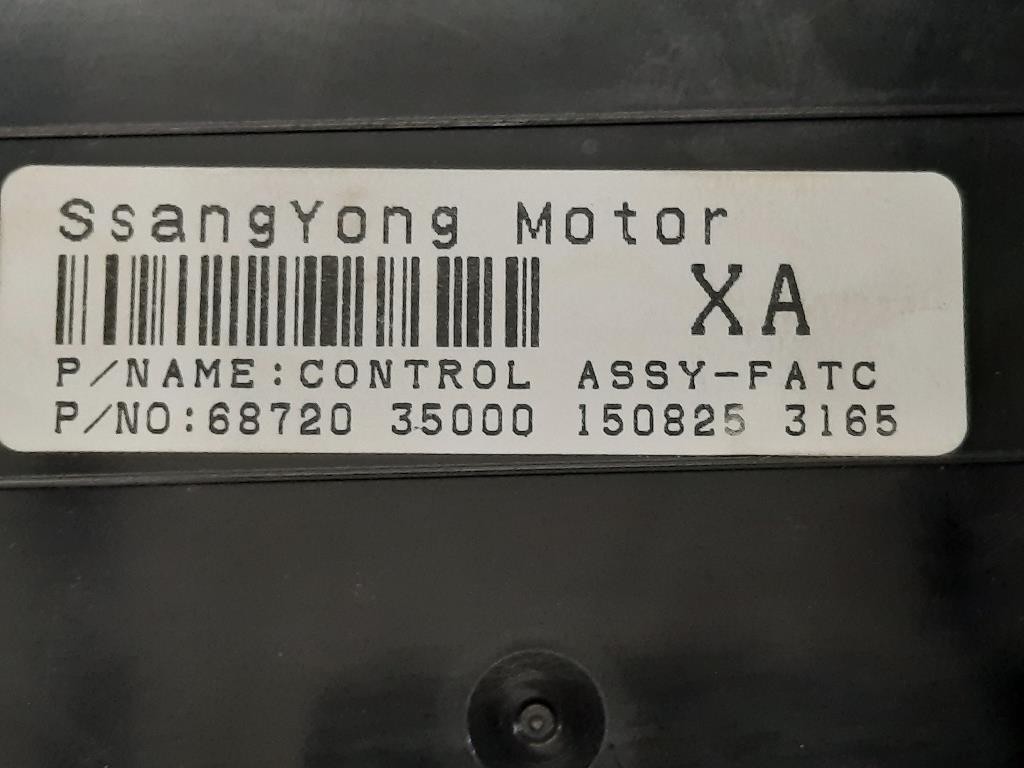 SsangYong Motor
XA
P/NAME:CONTROL ASSY-FATC
P/NO:68720 35000 150825 3165